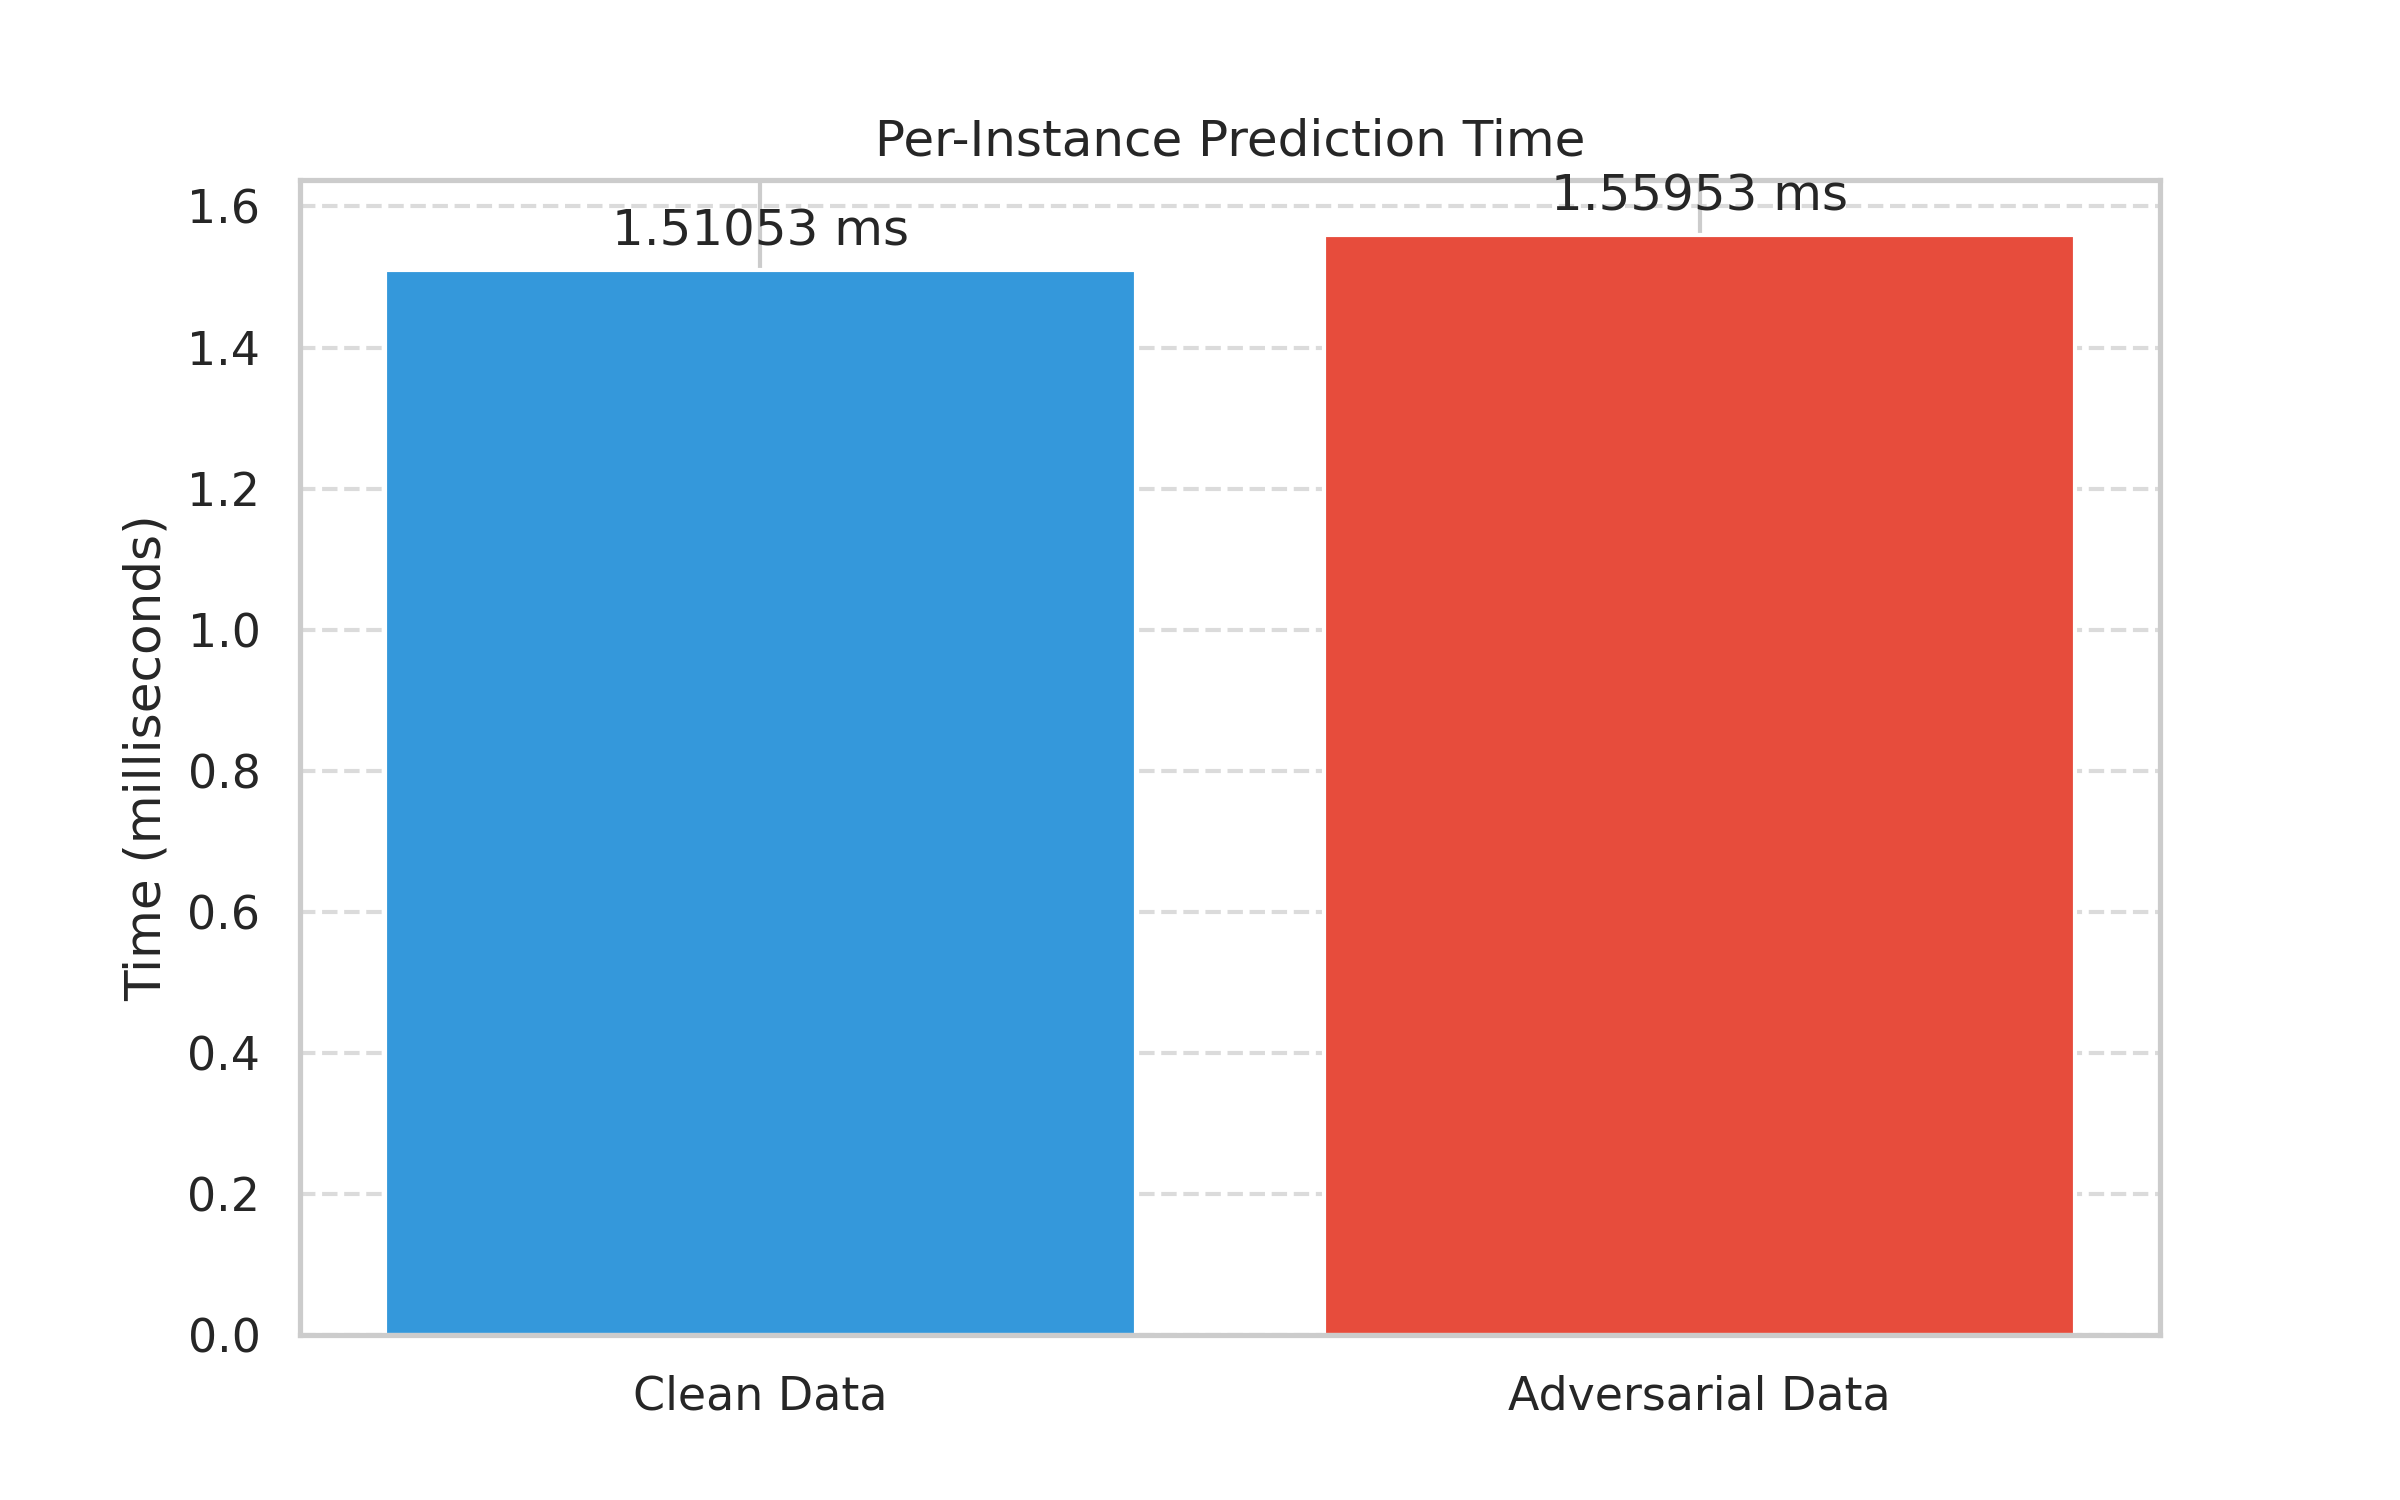 Per-Instance Prediction Time
1.51053 ms
1.55953 ms
Time (milliseconds)
1.6
1.4
1.2
1.0
0.8
0.6
0.4
0.2
0.0
Clean Data
Adversarial Data